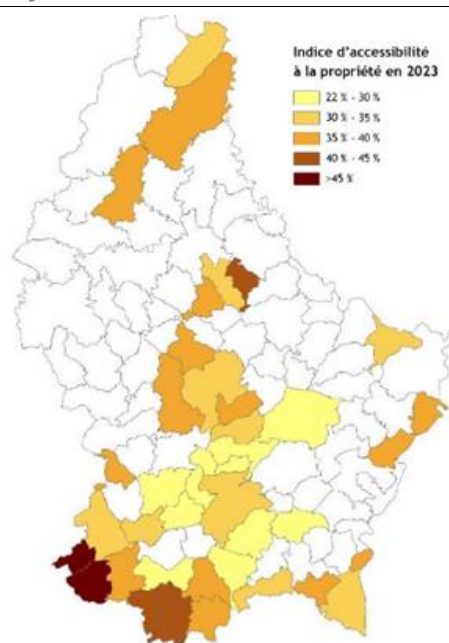 Indice d'accessibilité
à la propriété en 2023
22 % - 30 %
30 % - 35 %
35 % - 40 %
40 % - 45 %
>45 %